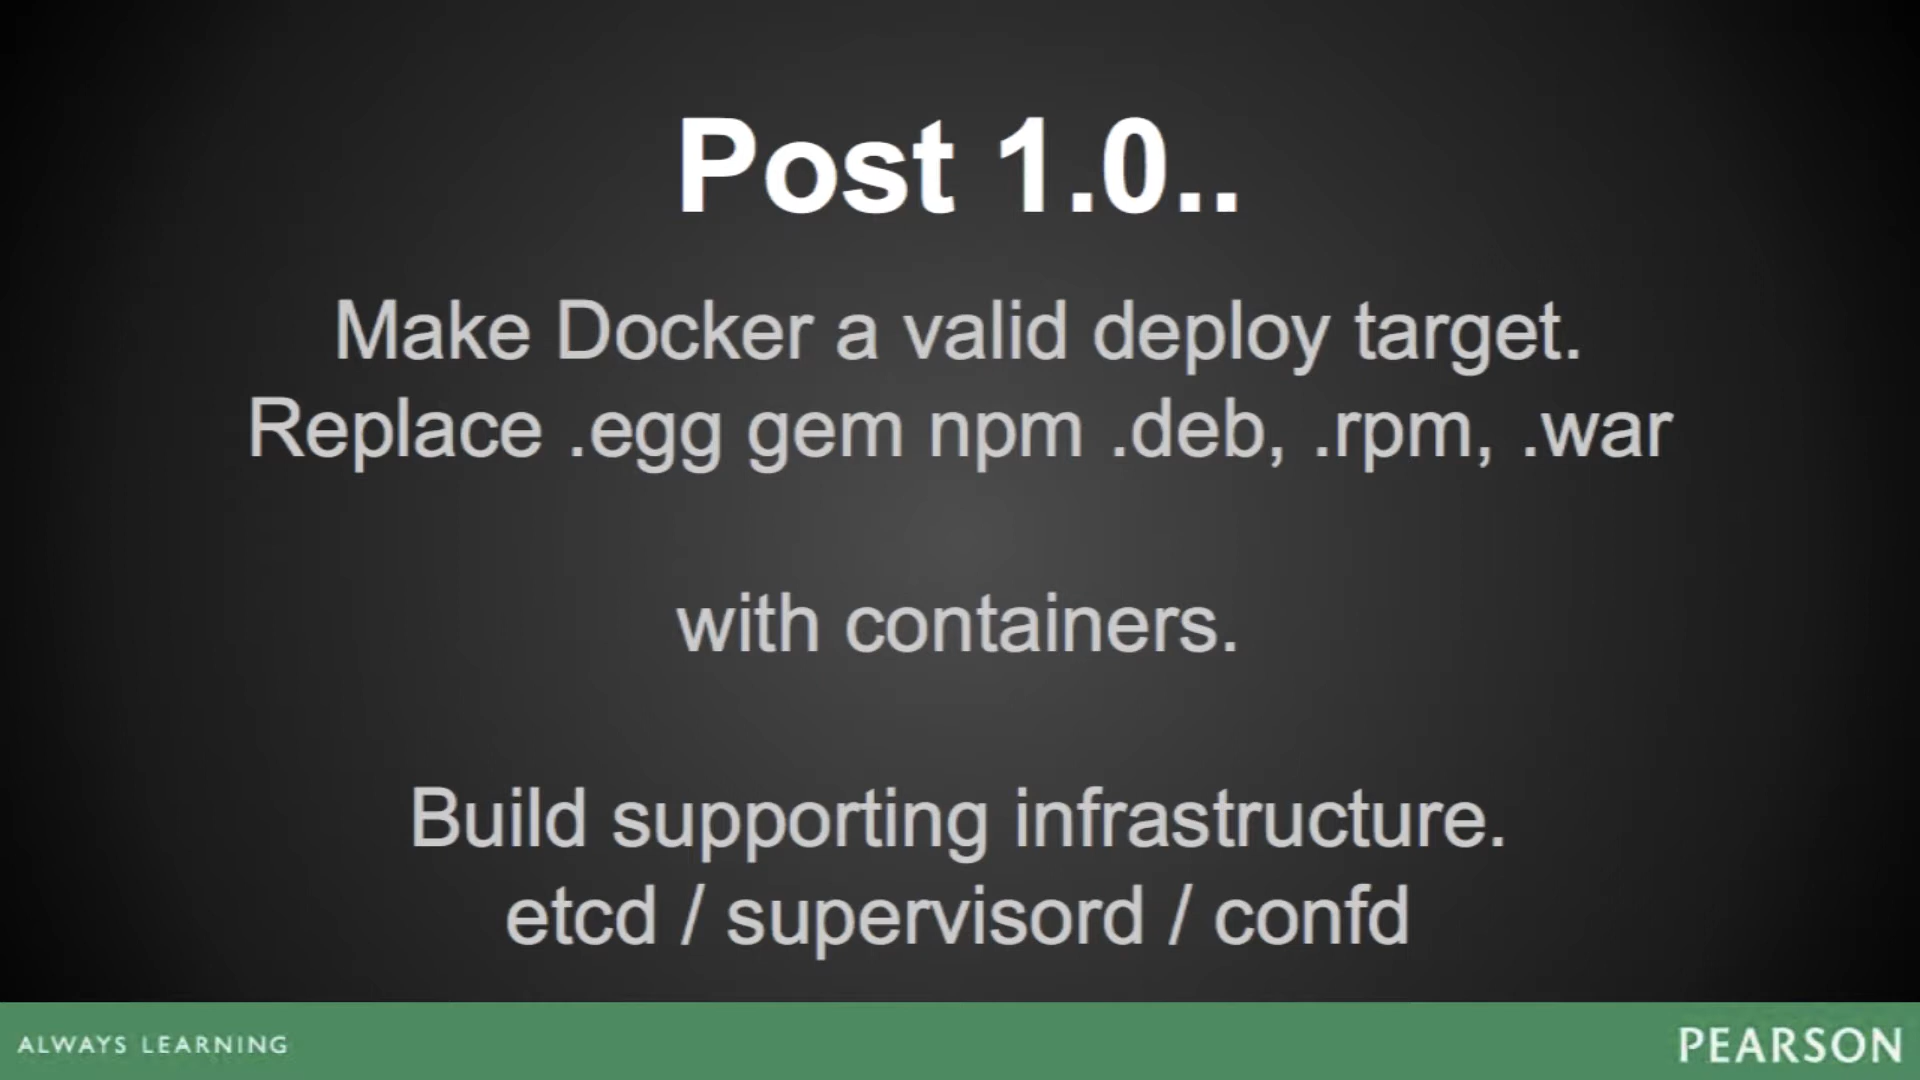 Post 1.0..
Make Docker a valid deploy target.
Replace .egg gem npm .deb, .rpm, .war
with containers.
Build supporting infrastructure.
etcd / supervisord / confd
ALWAYS LEARNING
PEARSON